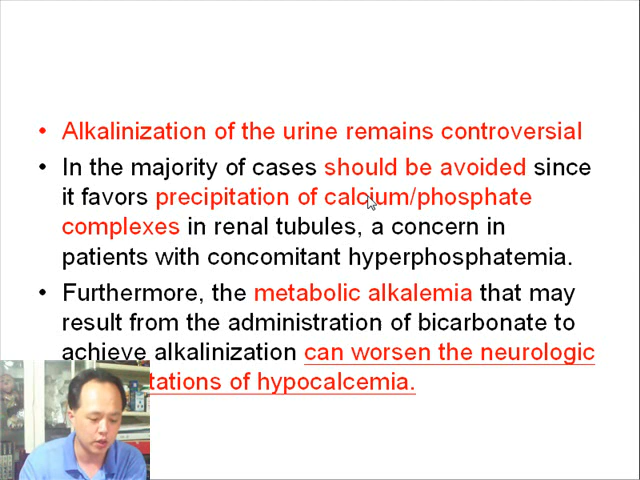 • Alkalinization of the urine remains controversial
• In the majority of cases should be avoided since
it favors precipitation of calcium/phosphate
complexes in renal tubules, a concern in
patients with concomitant hyperphosphatemia.
• Furthermore, the metabolic alkalemia that may
result from the administration of bicarbonate to
achieve alkalinization can worsen the neurologic
tations of hypocalcemia.